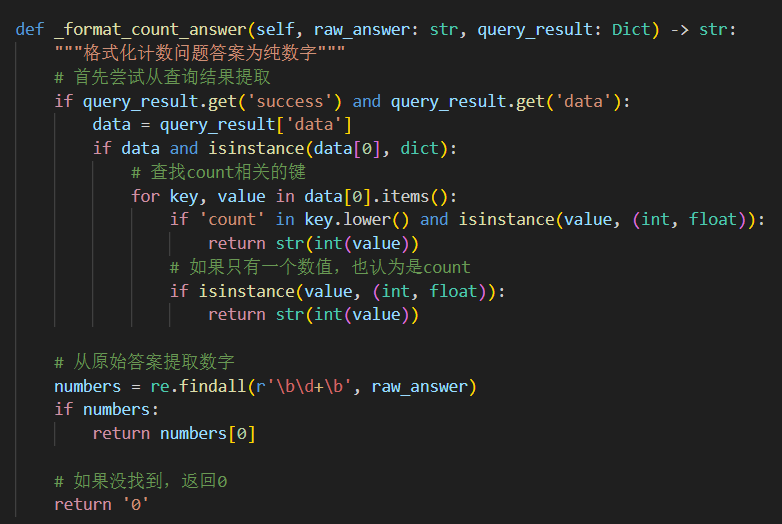 def _format_count_answer(self, raw_answer: str, query_result: Dict) -> str:
    """格式化计数问题答案为纯数字"""
    # 首先尝试从查询结果提取
    if query_result.get('success') and query_result.get('data'):
        data = query_result['data']
        if data and isinstance(data[0], dict):
            # 查找count相关的键
            for key, value in data[0].items():
                if 'count' in key.lower() and isinstance(value, (int, float)):
                    return str(int(value))
                # 如果只有一个数值，也认为是count
                if isinstance(value, (int, float)):
                    return str(int(value))

    # 从原始答案提取数字
    numbers = re.findall(r'\b\d+\b', raw_answer)
    if numbers:
        return numbers[0]

    # 如果没找到，返回0
    return '0'